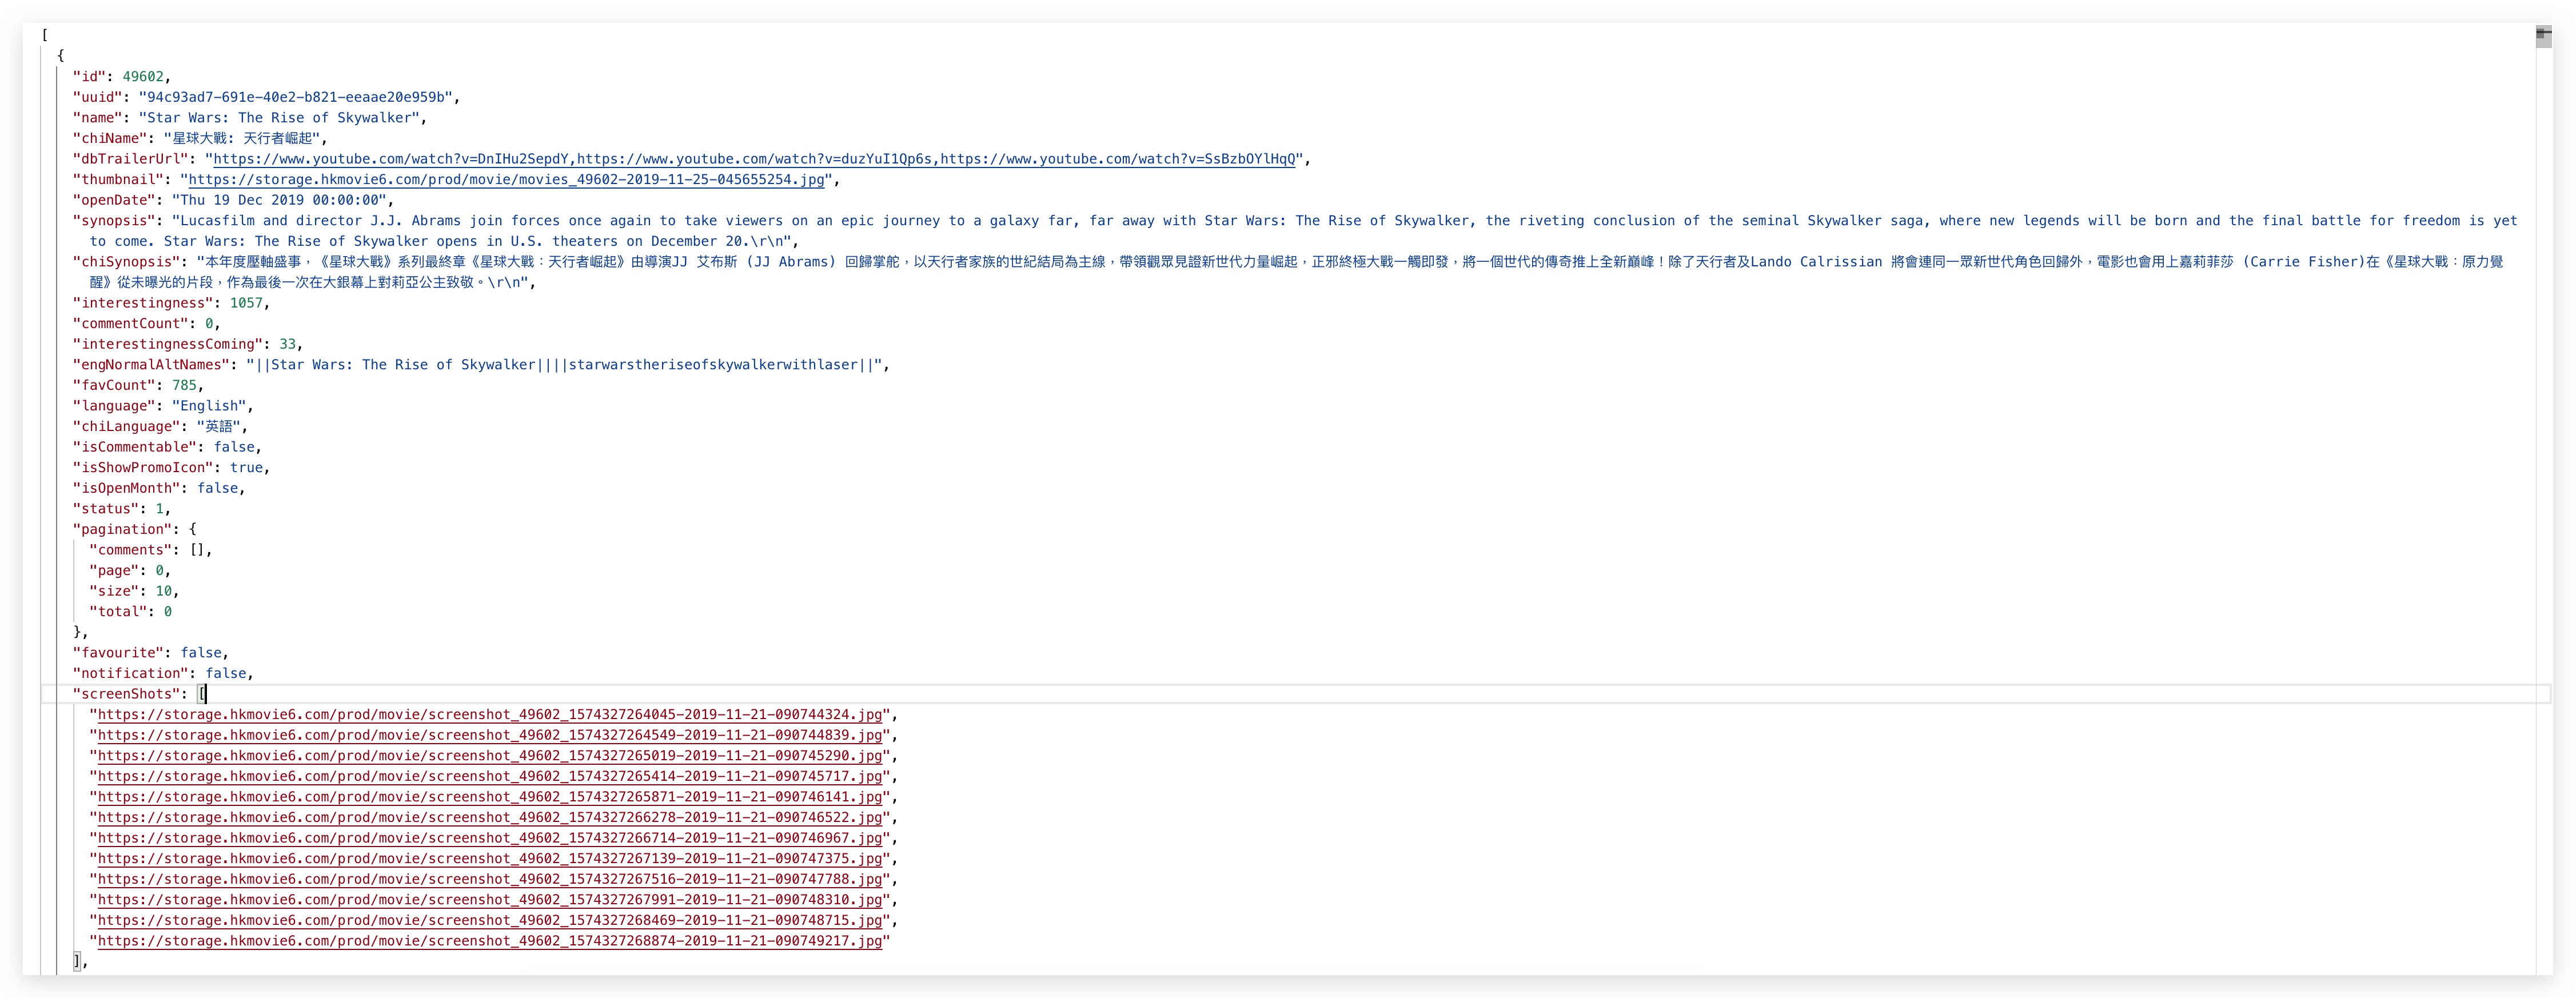 [
{
"id": 49602,
"uuid": "94c93ad7-691e-40e2-b821-eeaae20e959b",
"name": "Star Wars: The Rise of Skywalker",
"chiName": "星球大戰: 天行者崛起",
"dbTrailerUrl": "https://www.youtube.com/watch?v=DnIHu2SepdY,https://www.youtube.com/watch?v=duzYuI1Qp6s,https://www.youtube.com/watch?v=SsBzbOYlHqQ",
"thumbnail": "https://storage.hkmovie6.com/prod/movie/movies_49602-2019-11-25-045655254.jpg",
"openDate": "Thu 19 Dec 2019 00:00:00",
"synopsis": "Lucasfilm and director J.J. Abrams join forces once again to take viewers on an epic journey to a galaxy far, far away with Star Wars: The Rise of Skywalker, the riveting conclusion of the seminal Skywalker saga, where new legends will be born and the final battle for freedom is yet
to come. Star Wars: The Rise of Skywalker opens in U.S. theaters on December 20.\r\n",
"chiSynopsis": "本年度壓軸盛事，《星球大戰》系列最終章《星球大戰：天行者崛起》由導演JJ 艾布斯 (JJ Abrams) 回歸掌舵，以天行者家族的世紀結局為主線，帶領觀眾見證新世代力量崛起，正邪終極大戰一觸即發，將一個世代的傳奇推上全新巔峰！除了天行者及Lando Calrissian 將會連同一眾新世代角色回歸外，電影也會用上嘉莉菲莎 (Carrie Fisher)在《星球大戰：原力覺
醒》從未曝光的片段，作為最後一次在大銀幕上對莉亞公主致敬。\r\n",
"interestingness": 1057,
"commentCount": 0,
"interestingnessComing": 33,
"engNormalAltNames": "||Star Wars: The Rise of Skywalker||||starwarstheriseofskywalkerwithlaser||",
"favCount": 785,
"language": "English",
"chiLanguage": "英語",
"isCommentable": false,
"isShowPromoIcon": true,
"isOpenMonth": false,
"status": 1,
"pagination": {
"comments": [],
"page": 0,
"size": 10,
"total": 0
},
"favourite": false,
"notification": false,
"screenShots": [
"https://storage.hkmovie6.com/prod/movie/screenshot_49602_1574327264045-2019-11-21-090744324.jpg",
"https://storage.hkmovie6.com/prod/movie/screenshot_49602_1574327264549-2019-11-21-090744839.jpg",
"https://storage.hkmovie6.com/prod/movie/screenshot_49602_1574327265019-2019-11-21-090745290.jpg",
"https://storage.hkmovie6.com/prod/movie/screenshot_49602_1574327265414-2019-11-21-090745717.jpg",
"https://storage.hkmovie6.com/prod/movie/screenshot_49602_1574327265871-2019-11-21-090746141.jpg",
"https://storage.hkmovie6.com/prod/movie/screenshot_49602_1574327266278-2019-11-21-090746522.jpg",
"https://storage.hkmovie6.com/prod/movie/screenshot_49602_1574327266714-2019-11-21-090746967.jpg",
"https://storage.hkmovie6.com/prod/movie/screenshot_49602_1574327267139-2019-11-21-090747375.jpg",
"https://storage.hkmovie6.com/prod/movie/screenshot_49602_1574327267516-2019-11-21-090747788.jpg",
"https://storage.hkmovie6.com/prod/movie/screenshot_49602_1574327267991-2019-11-21-090748310.jpg",
"https://storage.hkmovie6.com/prod/movie/screenshot_49602_1574327268469-2019-11-21-090748715.jpg",
"https://storage.hkmovie6.com/prod/movie/screenshot_49602_1574327268874-2019-11-21-090749217.jpg"
],